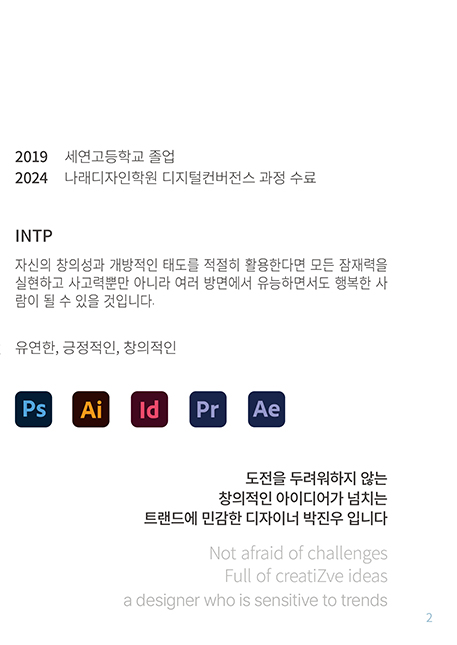 2019 세연고등학교 졸업
2024 나래디자인학원 디지털컨버전스 과정 수료
INTP
자신의 창의성과 개방적인 태도를 적절히 활용한다면 모든 잠재력을
실현하고 사고력뿐만 아니라 여러 방면에서 유능하면서도 행복한 사
람이 될 수 있을 것입니다.
유연한, 긍정적인, 창의적인
Ps Ai Id Pr Ae
도전을 두려워하지 않는
창의적인 아이디어가 넘치는
트랜드에 민감한 디자이너 박진우 입니다
Not afraid of challenges
Full of creatiZve ideas
a designer who is sensitive to trends
2